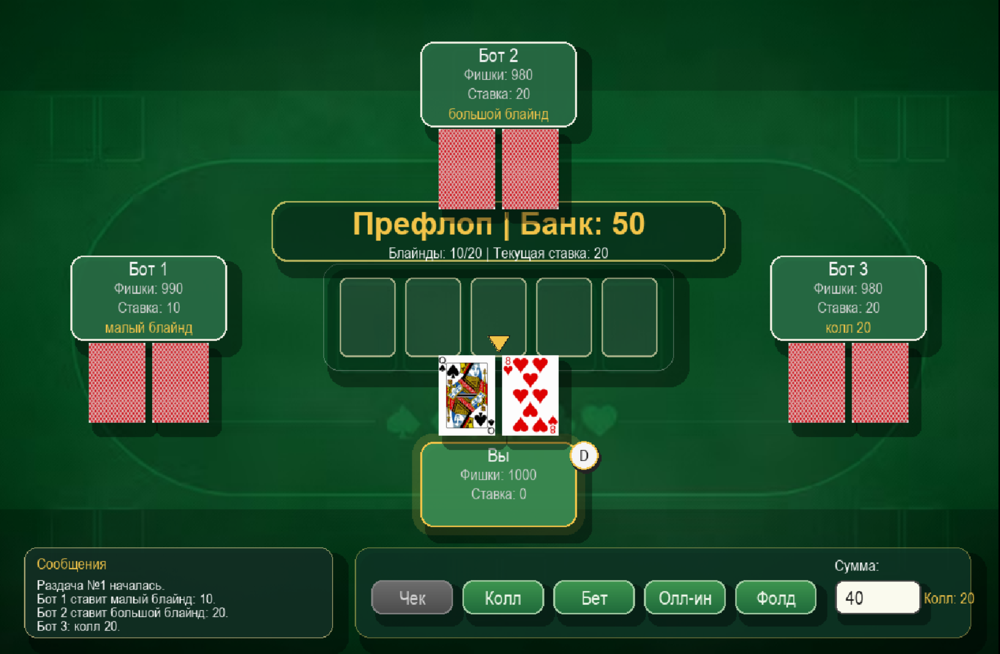 Бот 2
Фишки: 980
Ставка: 20
большой блайнд
Префлоп | Банк: 50
Блайнды: 10/20 | Текущая ставка: 20
Бот 1
Фишки: 990
Ставка: 10
малый блайнд
Бот 3
Фишки: 980
Ставка: 20
колл 20
Q
8
Q
8
Вы
D
Фишки: 1000
Ставка: 0
Сообщения
Раздача №1 началась.
Бот 1 ставит малый блайнд: 10.
Бот 2 ставит большой блайнд: 20.
Бот 3: колл 20.
Чек
Колл
Бет
Олл-ин
Фолд
Сумма:
40
Колл: 20